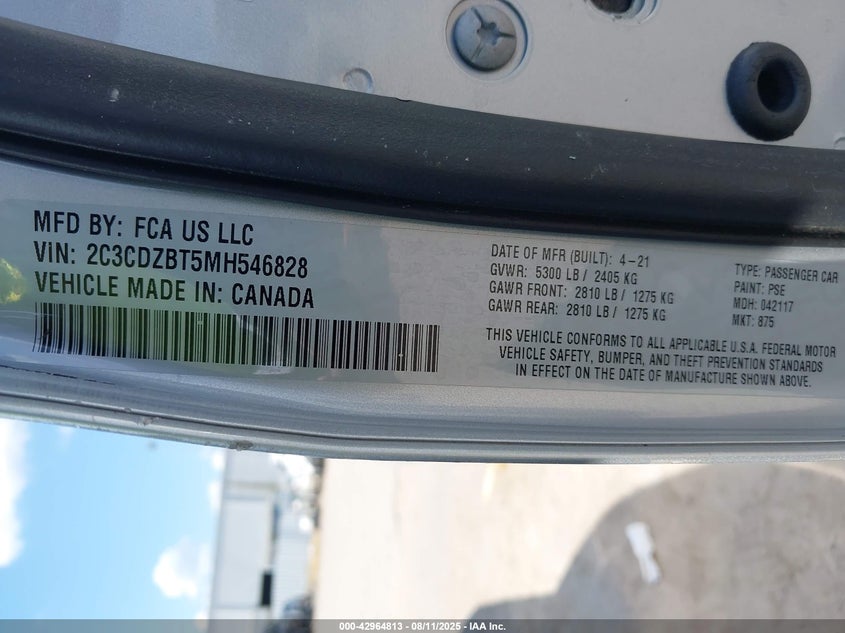 MFD BY: FCA US LLC
VIN: 2C3CDZBT5MH546828
VEHICLE MADE IN: CANADA
DATE OF MFR (BUILT): 4-21
GVWR: 5300 LB / 2405 KG
GAWR FRONT: 2810 LB / 1275 KG
GAWR REAR: 2810 LB / 1275 KG
TYPE: PASSENGER CAR
PAINT: PSE
MDH: 042117
MKT: 875
THIS VEHICLE CONFORMS TO ALL APPLICABLE U.S.A. FEDERAL MOTOR
VEHICLE SAFETY, BUMPER, AND THEFT PREVENTION STANDARDS
IN EFFECT ON THE DATE OF MANUFACTURE SHOWN ABOVE.
000-42964813 - 08/11/2025 - IAA Inc.